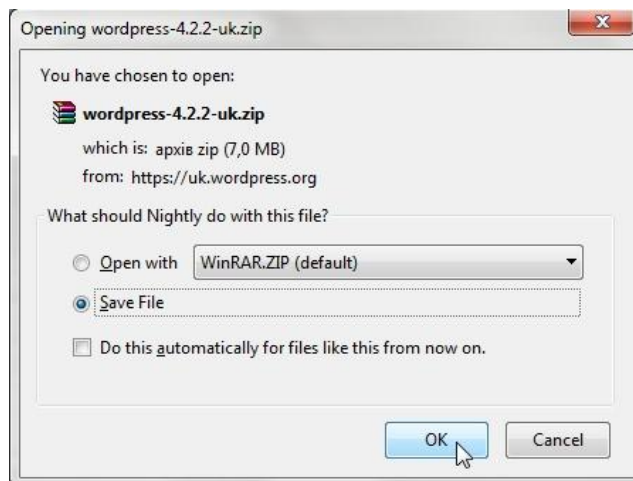 Opening wordpress-4.2.2-uk.zip
You have chosen to open:
wordpress-4.2.2-uk.zip
which is: архів zip (7,0 MB)
from: https://uk.wordpress.org
What should Nightly do with this file?
Open with WinRAR.ZIP (default)
Save File
Do this automatically for files like this from now on.
OK Cancel